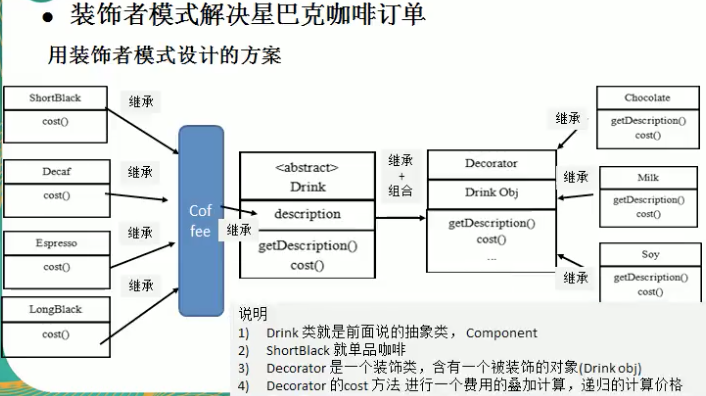 ● 装饰者模式解决星巴克咖啡订单
用装饰者模式设计的方案
ShortBlack
cost()
继承
Decaf
cost()
继承
Espresso
cost()
继承
LongBlack
cost()
继承
Cof
fee
继承
<abstract>
Drink
description
getDescription()
cost()
继承
+
组合
Decorator
Drink Obj
getDescription()
cost()
...
继承
Chocolate
getDescription()
cost()
继承
Milk
getDescription()
cost()
继承
Soy
getDescription()
cost()
说明
1) Drink 类就是前面说的抽象类， Component
2) ShortBlack 就单品咖啡
3) Decorator 是一个装饰类，含有一个被装饰的对象(Drink obj)
4) Decorator 的cost 方法 进行一个费用的叠加计算，递归的计算价格